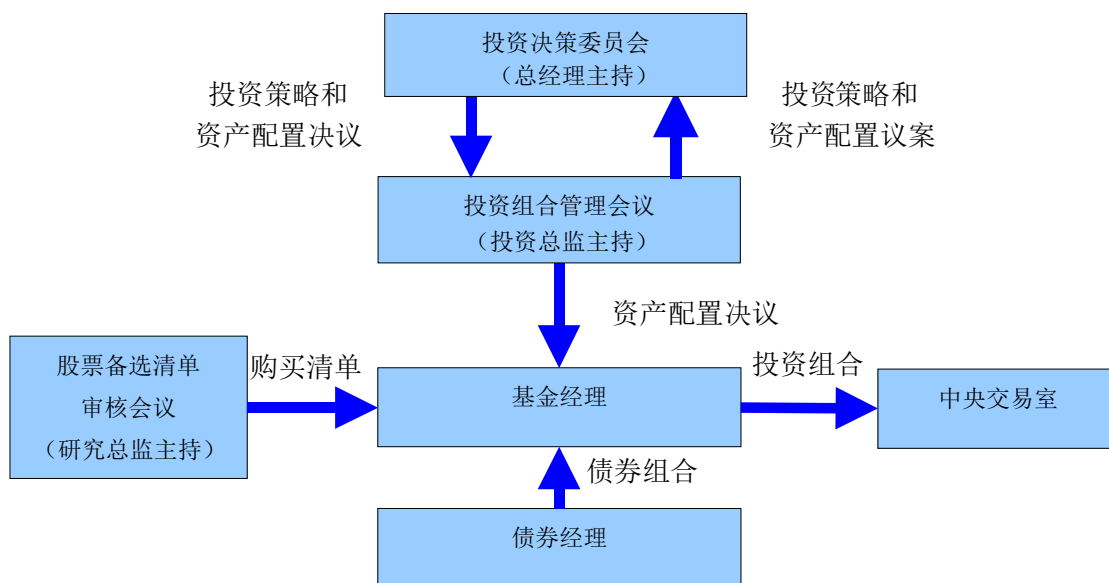 投资决策委员会
（总经理主持）
投资策略和
资产配置决议
投资策略和
资产配置议案
投资组合管理会议
（投资总监主持）
资产配置决议
股票备选清单
审核会议
（研究总监主持）
购买清单
基金经理
投资组合
中央交易室
债券组合
债券经理